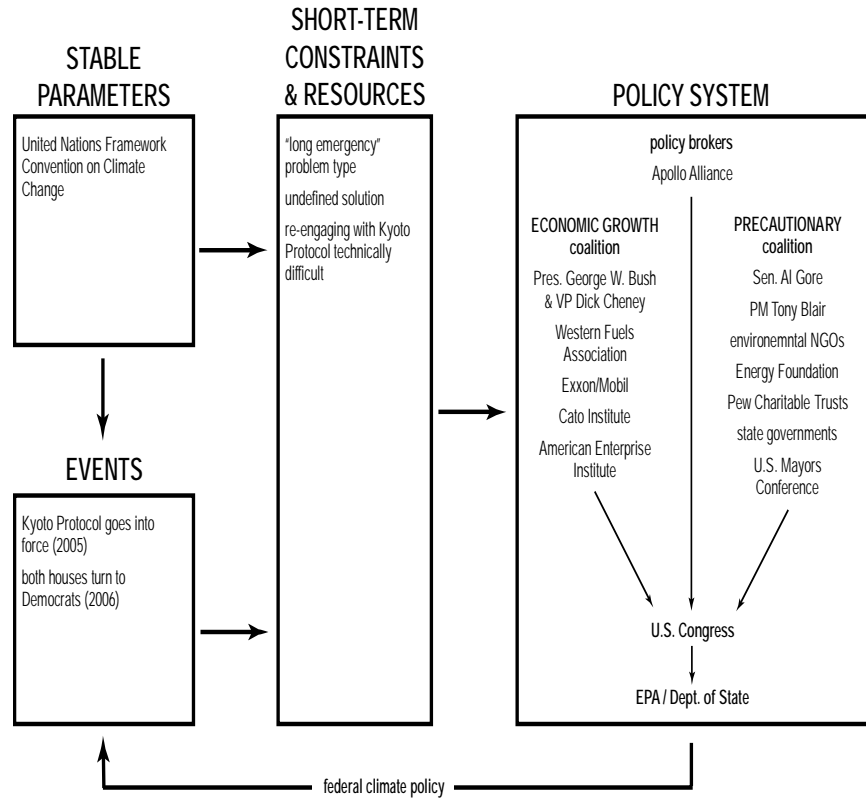 STABLE
PARAMETERS
United Nations Framework
Convention on Climate
Change
EVENTS
Kyoto Protocol goes into
force (2005)
both houses turn to
Democrats (2006)
SHORT-TERM
CONSTRAINTS
& RESOURCES
"long emergency"
problem type
undefined solution
re-engaging with Kyoto
Protocol technically
difficult
POLICY SYSTEM
policy brokers
Apollo Alliance
ECONOMIC GROWTH
coalition
Pres. George W. Bush
& VP Dick Cheney
Western Fuels
Association
Exxon/Mobil
Cato Institute
American Enterprise
Institute
PRECAUTIONARY
coalition
Sen. Al Gore
PM Tony Blair
environemntal NGOs
Energy Foundation
Pew Charitable Trusts
state governments
U.S. Mayors
Conference
U.S. Congress
EPA / Dept. of State
federal climate policy